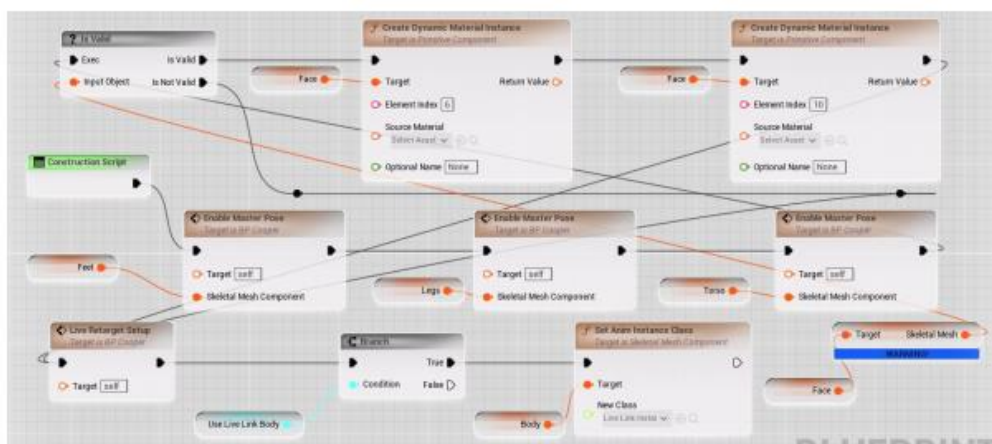 ? Is Valid
Exec Is Valid
Input Object Is Not Valid
f Create Dynamic Material Instance
Target is Primitive Component
Face
Target Return Value
Element Index 6
Source Material
Select Asset
Optional Name None
f Create Dynamic Material Instance
Target is Primitive Component
Face
Target Return Value
Element Index 10
Source Material
Select Asset
Optional Name None
Construction Script
Enable Master Pose
Target is BP Cooper
Feet
Target self
Skeletal Mesh Component
Enable Master Pose
Target is BP Cooper
Legs
Target self
Skeletal Mesh Component
Enable Master Pose
Target is BP Cooper
Torso
Target self
Skeletal Mesh Component
Live Retarget Setup
Target is BP Cooper
Target self
Branch
True
Condition False
Use Live Link Body
f Set Anim Instance Class
Target is Skeletal Mesh Component
Target
New Class
Live Link
Body
Target Skeletal Mesh
WARNING!
Face